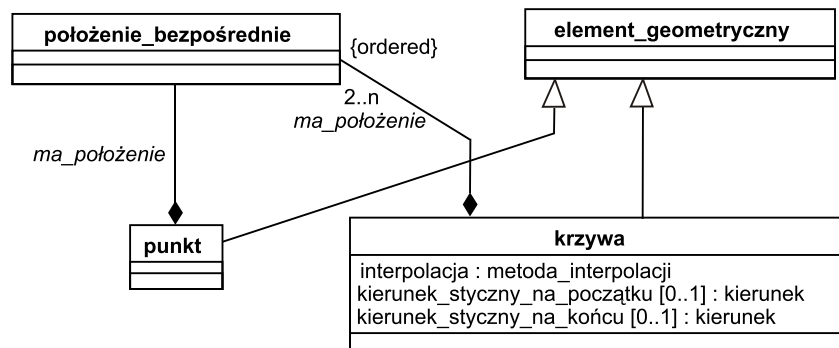 położenie_bezpośrednie
element_geometryczny
{ordered}
2..n
ma_położenie
ma_położenie
punkt
krzywa
interpolacja : metoda_interpolacji
kierunek_styczny_na_początku [0..1] : kierunek
kierunek_styczny_na_końcu [0..1] : kierunek